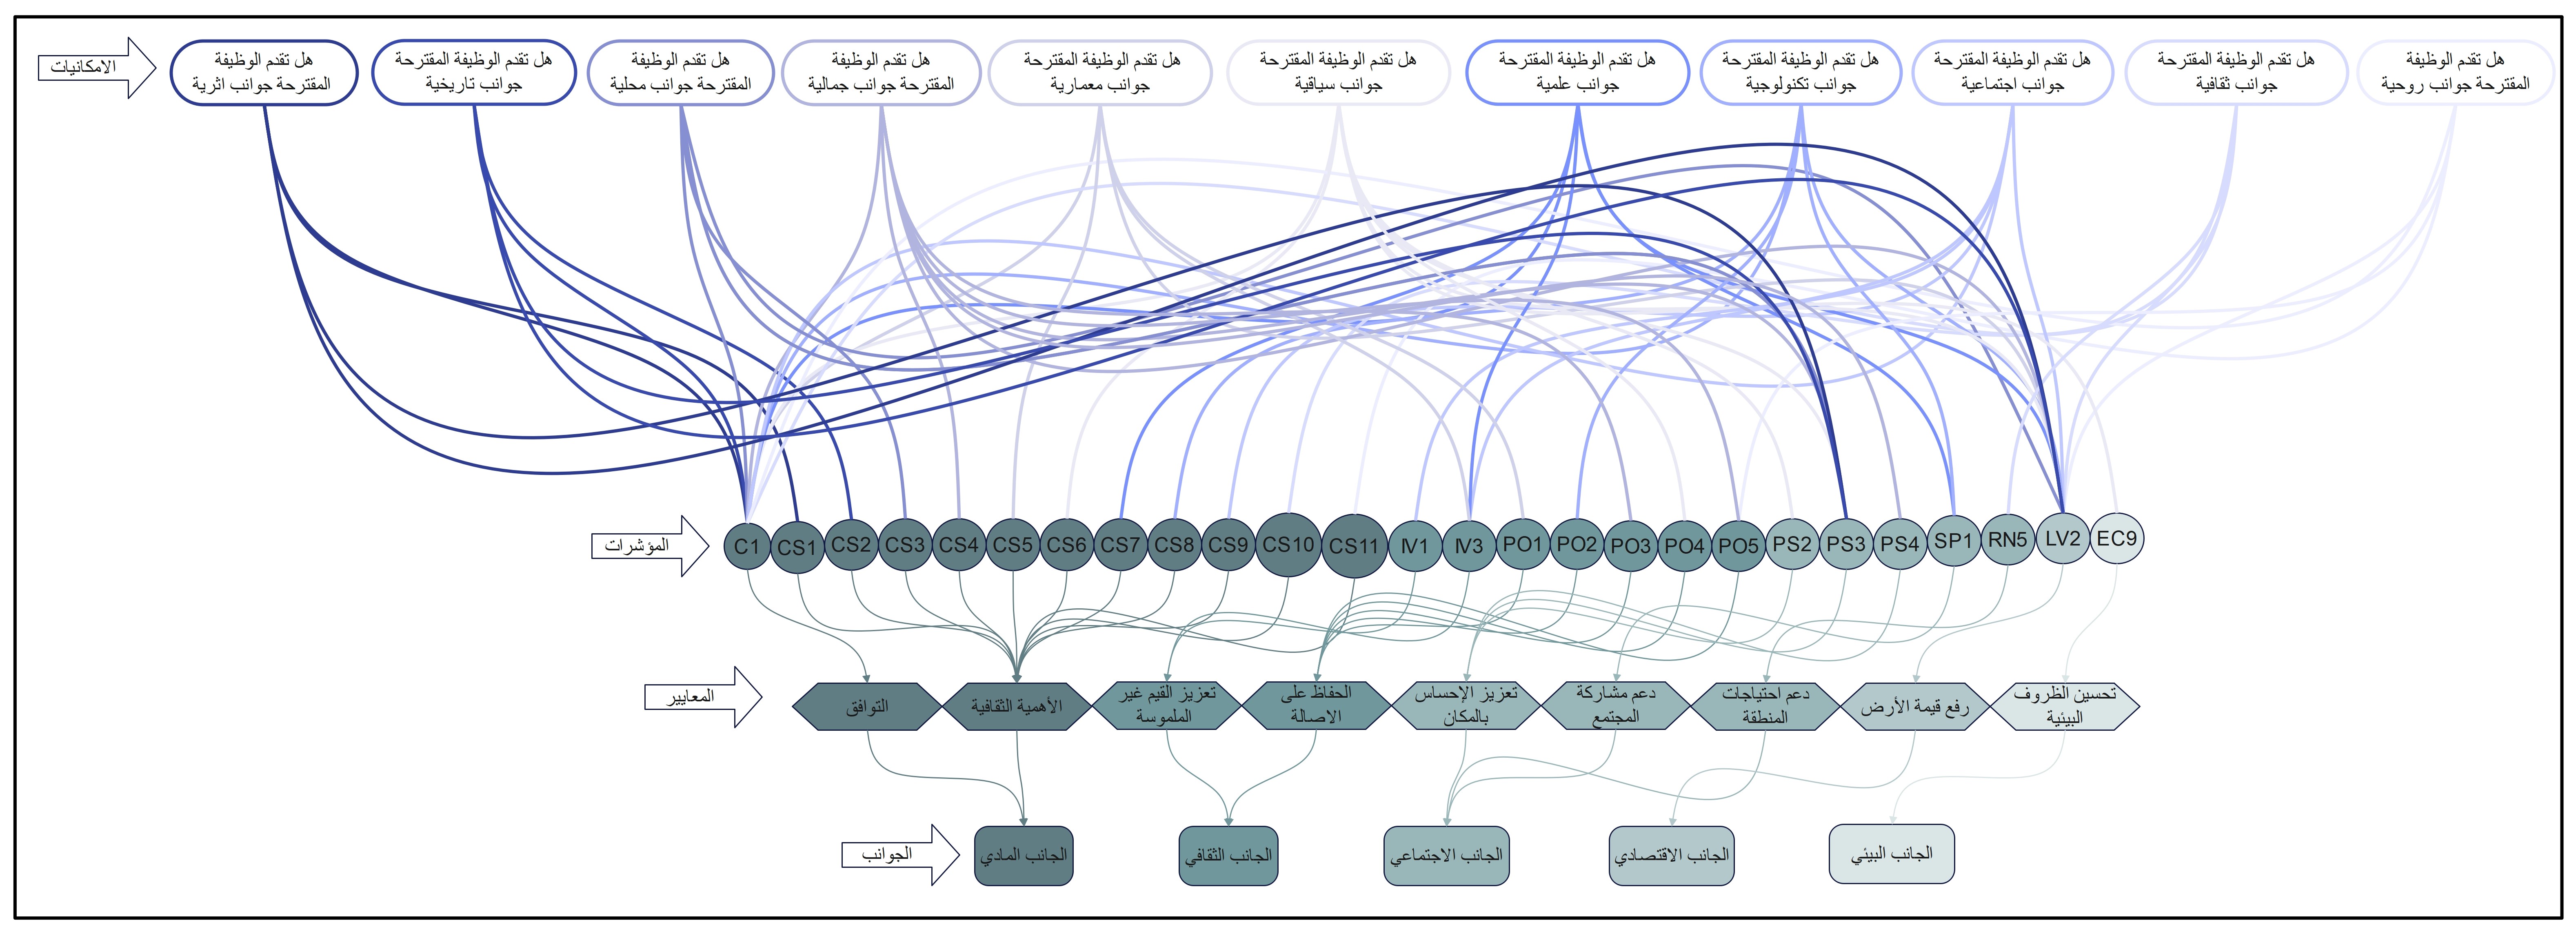 الامكانيات
هل تقدم الوظيفة
المقترحة جوانب اثرية
هل تقدم الوظيفة المقترحة
جوانب تاريخية
هل تقدم الوظيفة
المقترحة جوانب محلية
هل تقدم الوظيفة
المقترحة جوانب جمالية
هل تقدم الوظيفة المقترحة
جوانب معمارية
هل تقدم الوظيفة المقترحة
جوانب سياقية
هل تقدم الوظيفة المقترحة
جوانب علمية
هل تقدم الوظيفة المقترحة
جوانب تكنولوجية
هل تقدم الوظيفة المقترحة
جوانب اجتماعية
هل تقدم الوظيفة المقترحة
جوانب ثقافية
هل تقدم الوظيفة
المقترحة جوانب روحية
المؤشرات
C1
CS1
CS2
CS3
CS4
CS5
CS6
CS7
CS8
CS9
CS10
CS11
IV1
IV3
PO1
PO2
PO3
PO4
PO5
PS2
PS3
PS4
SP1
RN5
LV2
EC9
المعايير
التوافق
الأهمية الثقافية
تعزيز القيم غير
الملموسة
الحفاظ على
الاصالة
تعزيز الإحساس
بالمكان
دعم مشاركة
المجتمع
دعم احتياجات
المنطقة
رفع قيمة الأرض
تحسين الظروف
البيئية
الجوانب
الجانب المادي
الجانب الثقافي
الجانب الاجتماعي
الجانب الاقتصادي
الجانب البيئي